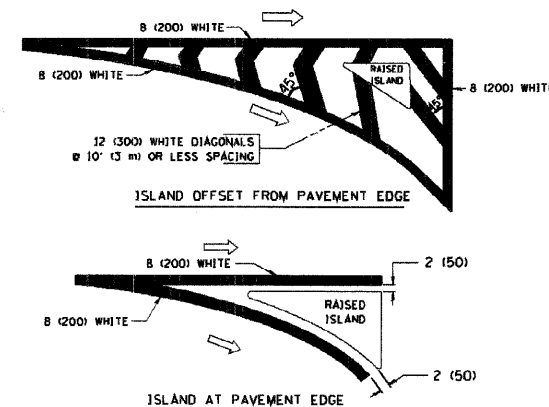 8 (200) WHITE
8 (200) WHITE
RAISED
ISLAND
45°
45°
8 (200) WHITE
12 (300) WHITE DIAGONALS
@ 10' (3 m) OR LESS SPACING
ISLAND OFFSET FROM PAVEMENT EDGE
8 (200) WHITE
2 (50)
RAISED
ISLAND
8 (200) WHITE
2 (50)
ISLAND AT PAVEMENT EDGE